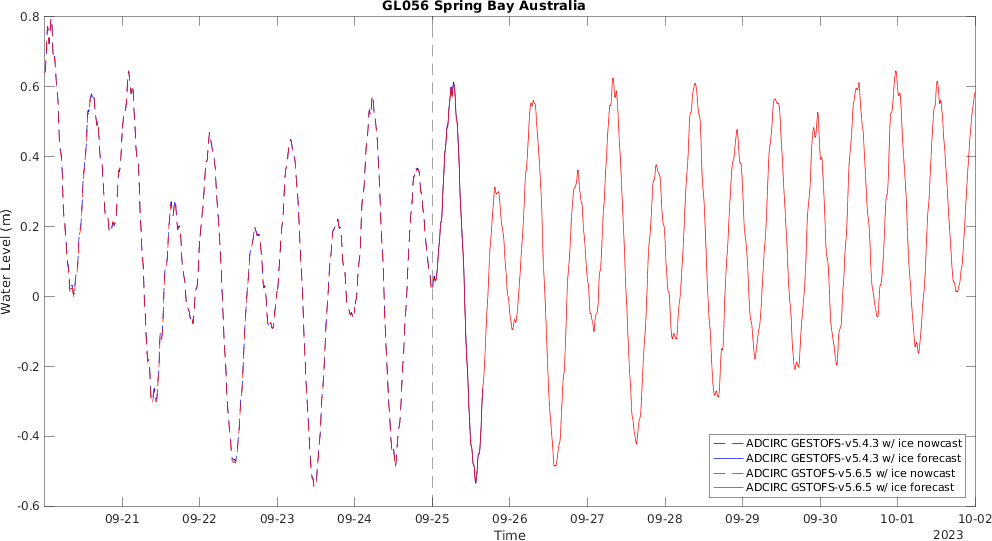 GL056 Spring Bay Australia
0.8
0.6
0.4
0.2
0
-0.2
-0.4
-0.6
Water Level (m)
ADCIRC GESTOFS-v5.4.3 w/ ice nowcast
ADCIRC GESTOFS-v5.4.3 w/ ice forecast
ADCIRC GSTOFS-v5.6.5 w/ ice nowcast
ADCIRC GSTOFS-v5.6.5 w/ ice forecast
09-21 09-22 09-23 09-24 09-25 09-26 09-27 09-28 09-29 09-30 10-01 10-02
Time
2023